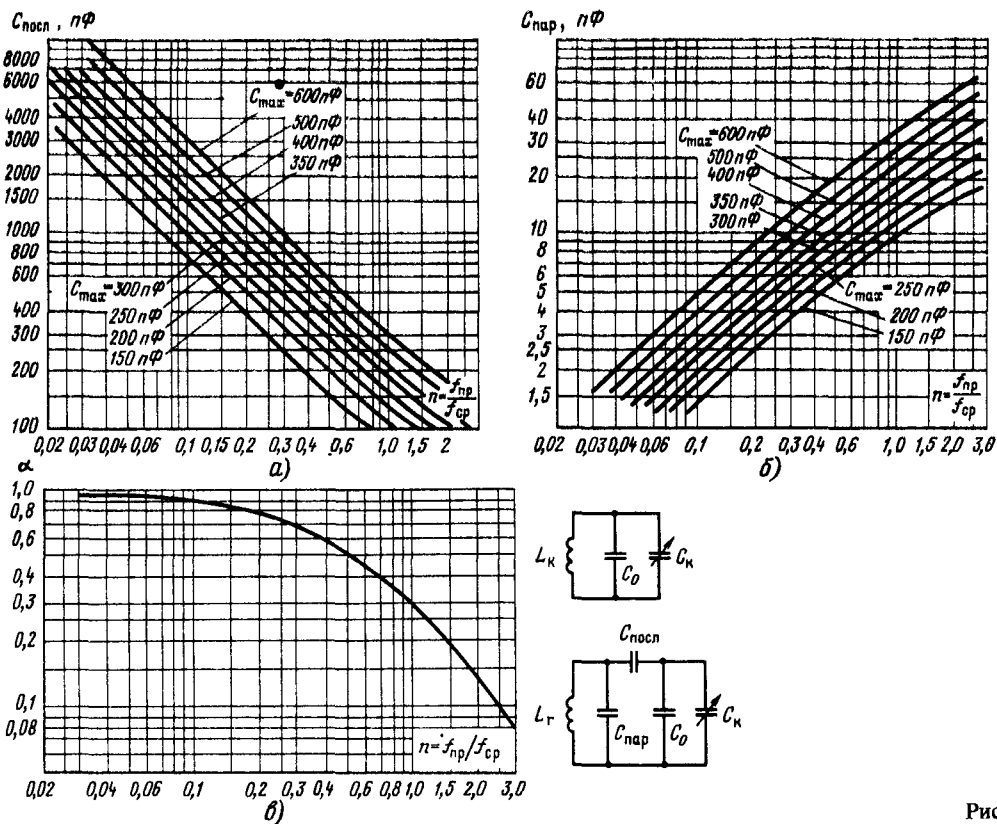 Cпосл , пФ
8000
6000
4000
3000
2000
1500
1000
800
600
400
300
200
100
Cmax=600пФ
500пФ
400пФ
350пФ
Cmax=300пФ
250пФ
200пФ
150пФ
n=fпр/fср
0,02 0,03 0,04 0,06 0,1 0,15 0,2 0,3 0,4 0,6 1,0 1,5 2
а)
Cпар, пФ
60
40
30
20
10
8
6
5
4
3
2,5
2
1,5
Cmax=600пФ
500пФ
400пФ
350пФ
300пФ
Cmax=250пФ
200пФ
150пФ
n=fпр/fср
0,02 0,03 0,04 0,06 0,1 0,2 0,3 0,4 0,6 1,0 1,5 2,0 3,0
б)
α
1,0
0,8
0,6
0,4
0,3
0,2
0,1
0,08
n=fпр/fср
0,02 0,04 0,06 0,1 0,2 0,3 0,4 0,6 0,8 1,0 1,5 2,0 3,0
в)
Lк
C0
Cк
Cпосл
Lг
Cпар
C0
Cк
Рис